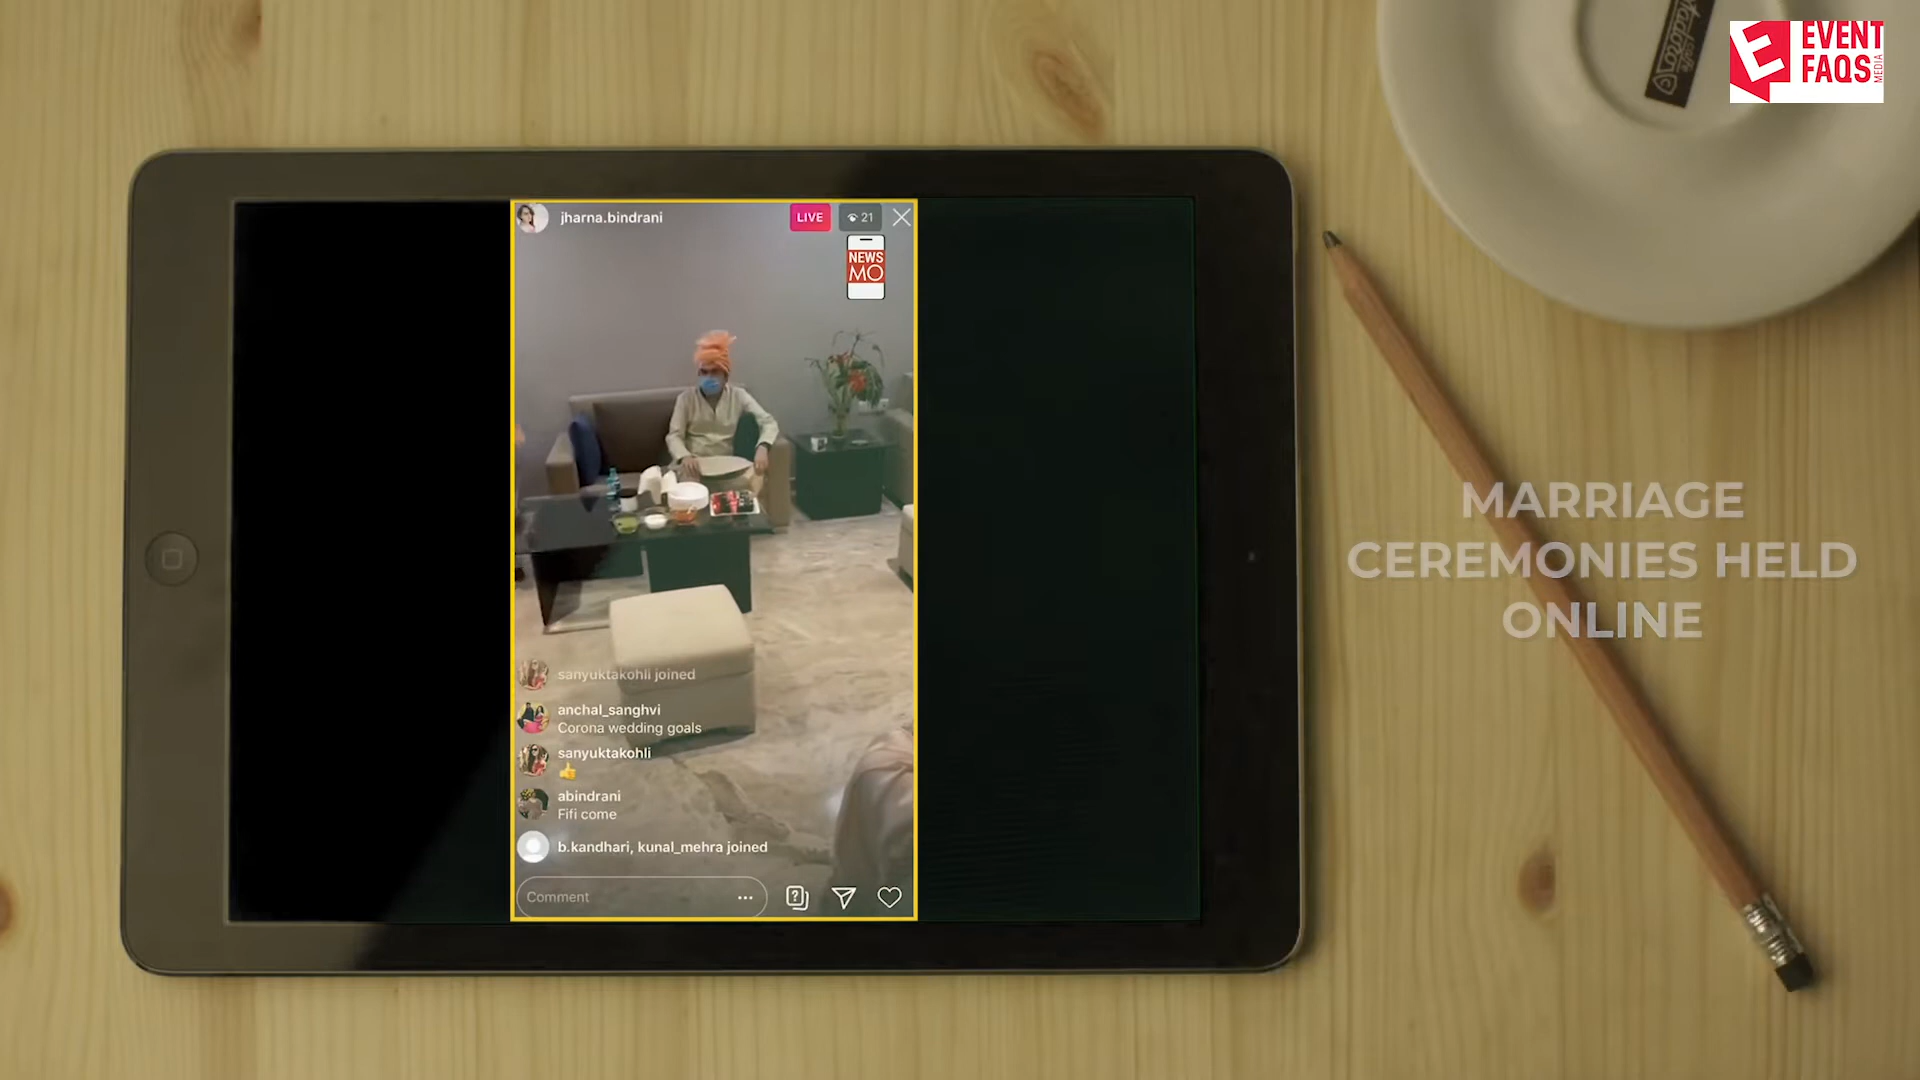 EVENT
FAQS
MEDIA
jharna.bindrani
LIVE
21
NEWS
MO
MARRIAGE
CEREMONIES HELD
ONLINE
sanyuktakohli joined
anchal_sanghvi
Corona wedding goals
sanyuktakohli
👍
abindrani
Fifi come
b.kandhari, kunal_mehra joined
Comment